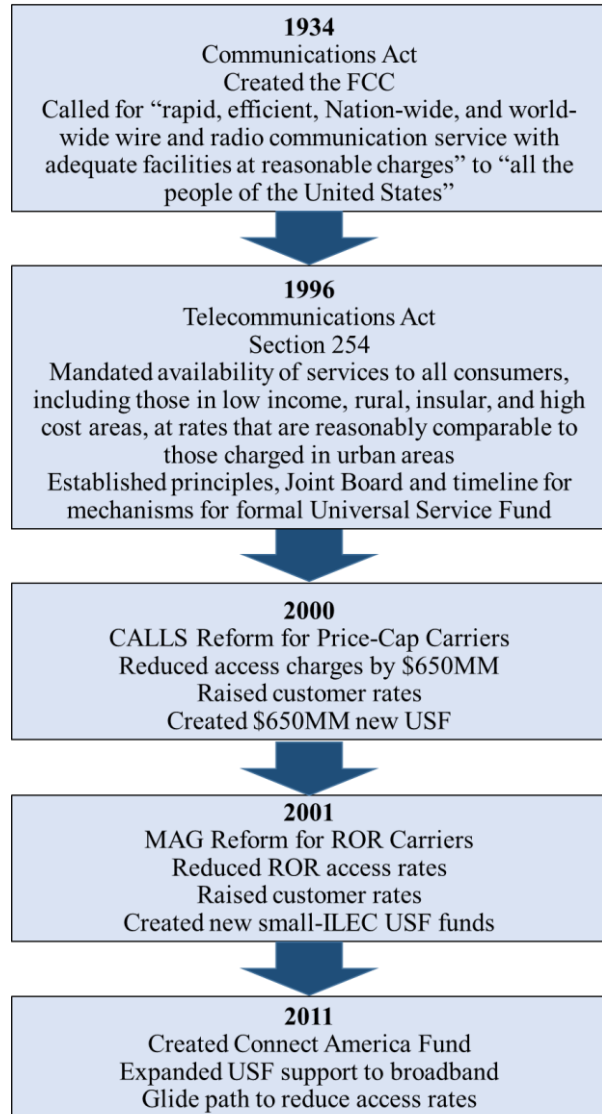 1934
Communications Act
Created the FCC
Called for “rapid, efficient, Nation-wide, and world-
wide wire and radio communication service with
adequate facilities at reasonable charges” to “all the
people of the United States”
1996
Telecommunications Act
Section 254
Mandated availability of services to all consumers,
including those in low income, rural, insular, and high
cost areas, at rates that are reasonably comparable to
those charged in urban areas
Established principles, Joint Board and timeline for
mechanisms for formal Universal Service Fund
2000
CALLS Reform for Price-Cap Carriers
Reduced access charges by $650MM
Raised customer rates
Created $650MM new USF
2001
MAG Reform for ROR Carriers
Reduced ROR access rates
Raised customer rates
Created new small-ILEC USF funds
2011
Created Connect America Fund
Expanded USF support to broadband
Glide path to reduce access rates